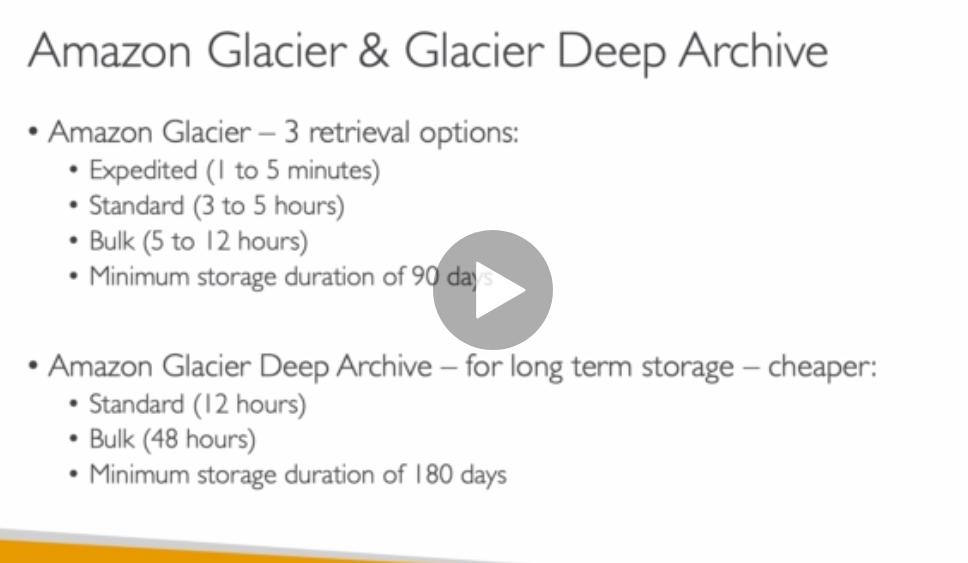 Amazon Glacier & Glacier Deep Archive
• Amazon Glacier – 3 retrieval options:
• Expedited (1 to 5 minutes)
• Standard (3 to 5 hours)
• Bulk (5 to 12 hours)
• Minimum storage duration of 90 days
• Amazon Glacier Deep Archive – for long term storage – cheaper:
• Standard (12 hours)
• Bulk (48 hours)
• Minimum storage duration of 180 days